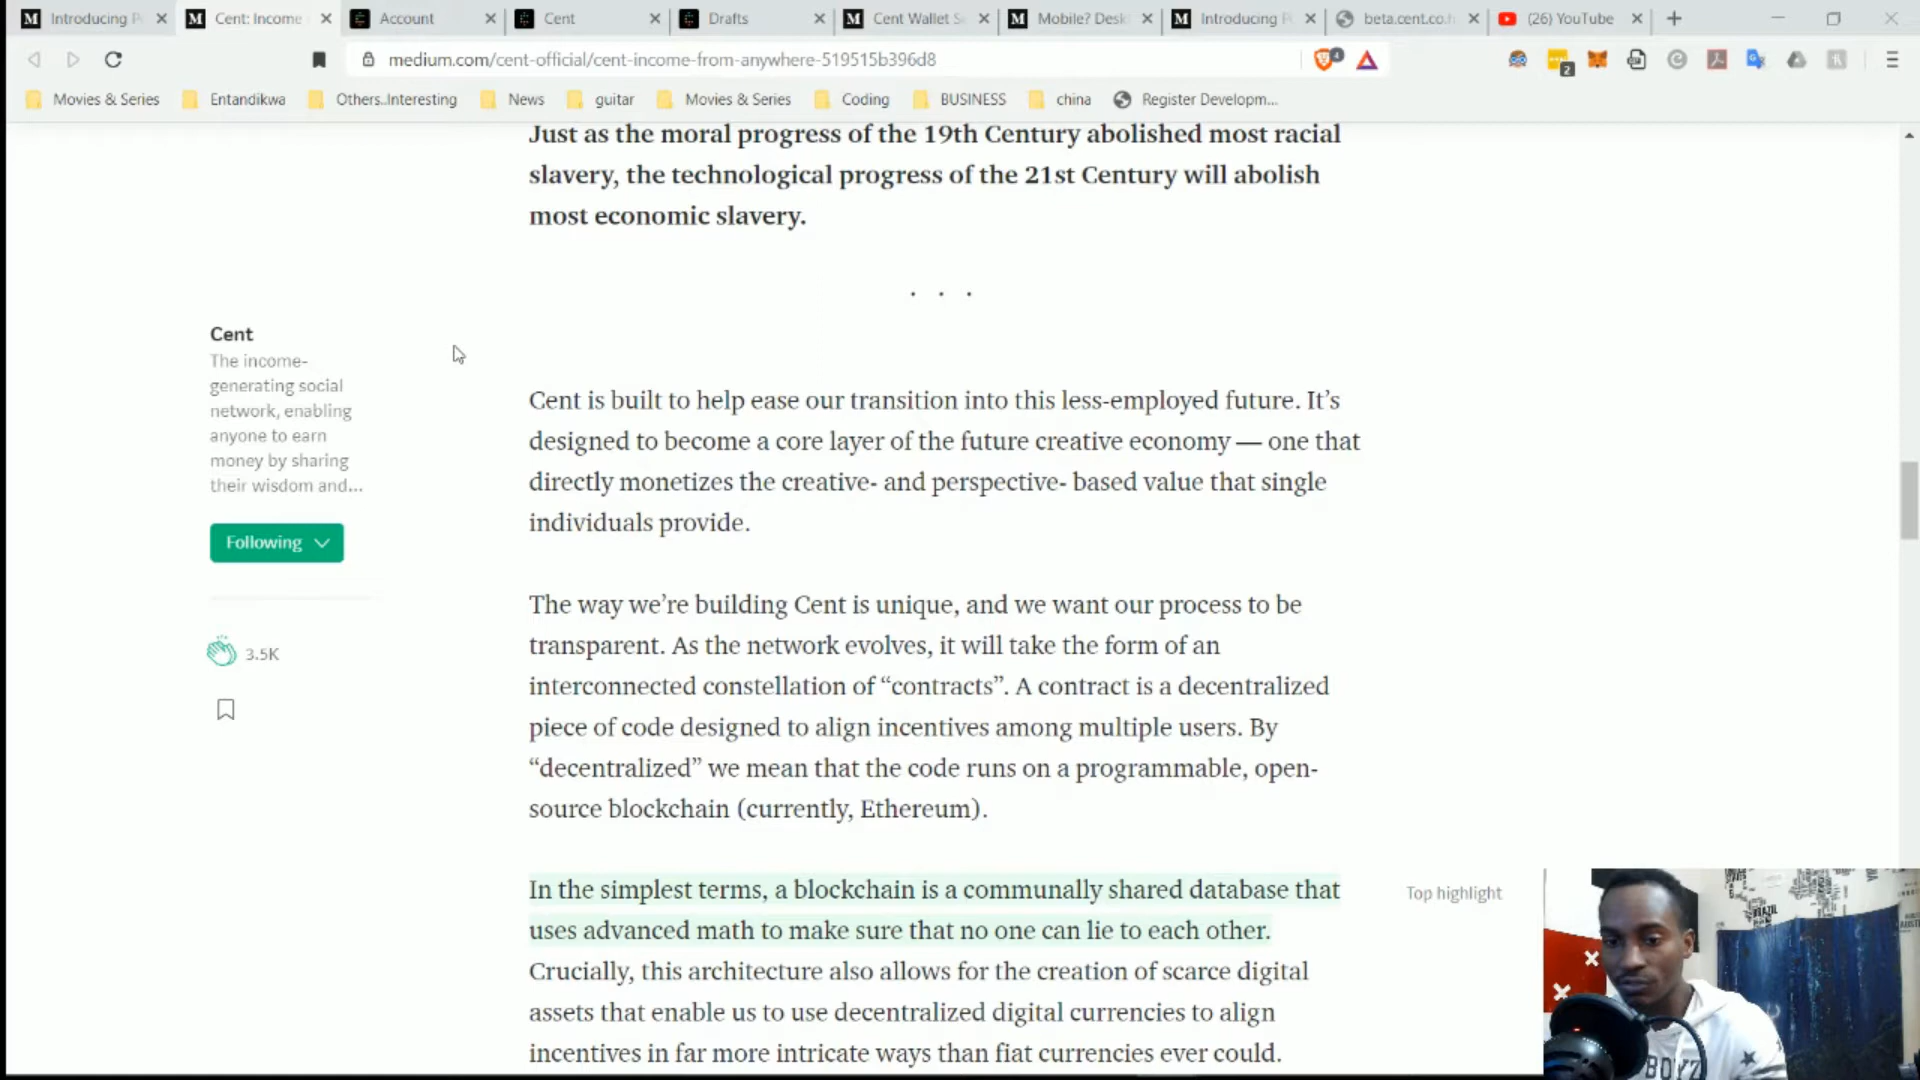 Introducing P
Cent: Income
Account
Cent
Drafts
Cent Wallet S
Mobile? Desk
Introducing P
beta.cent.co
(26) YouTube
medium.com/cent-official/cent-income-from-anywhere-519515b396d8
4
2
Movies & Series
Entandikwa
Others..Interesting
News
guitar
Movies & Series
Coding
BUSINESS
china
Register Developm...
Just as the moral progress of the 19th Century abolished most racial
slavery, the technological progress of the 21st Century will abolish
most economic slavery.
. . .
Cent
The income-
generating social
network, enabling
anyone to earn
money by sharing
their wisdom and...
Following
3.5K
Cent is built to help ease our transition into this less-employed future. It’s
designed to become a core layer of the future creative economy — one that
directly monetizes the creative- and perspective- based value that single
individuals provide.
The way we’re building Cent is unique, and we want our process to be
transparent. As the network evolves, it will take the form of an
interconnected constellation of “contracts”. A contract is a decentralized
piece of code designed to align incentives among multiple users. By
“decentralized” we mean that the code runs on a programmable, open-
source blockchain (currently, Ethereum).
In the simplest terms, a blockchain is a communally shared database that
uses advanced math to make sure that no one can lie to each other.
Crucially, this architecture also allows for the creation of scarce digital
assets that enable us to use decentralized digital currencies to align
incentives in far more intricate ways than fiat currencies ever could.
Top highlight
BRAZIL
BOYZ